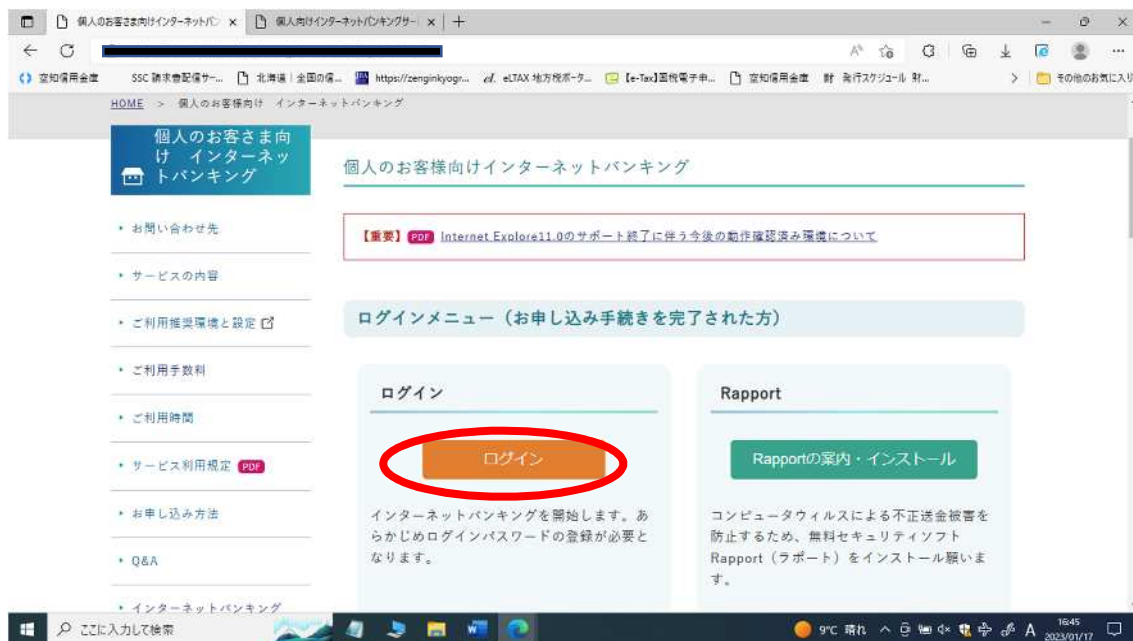 個人のお客さま向けインターネットバン
個人向けインターネットバンキングサー
空知信用金庫
SSC 請求書配信サー...
北海道 | 全国の信...
https://zenginkyogr...
eLTAX 地方税ポータ...
【e-Tax】国税電子申...
空知信用金庫
財 発行スケジュール 財...
その他のお気に入り
HOME > 個人のお客様向け インターネットバンキング
個人のお客さま向
け インターネッ
トバンキング
個人のお客様向けインターネットバンキング
・ お問い合わせ先
【重要】 PDF Internet Explore11.0のサポート終了に伴う今後の動作確認済み環境について
・ サービスの内容
・ ご利用推奨環境と設定
ログインメニュー（お申し込み手続きを完了された方）
・ ご利用手数料
・ ご利用時間
・ サービス利用規定 PDF
・ お申し込み方法
・ Q&A
・ インターネットバンキング
ログイン
ログイン
インターネットバンキングを開始します。あ
らかじめログインパスワードの登録が必要と
なります。
Rapport
Rapportの案内・インストール
コンピュータウィルスによる不正送金被害を
防止するため、無料セキュリティソフト
Rapport（ラポート）をインストール願いま
す。
ここに入力して検索
9℃ 晴れ
A
16:45
2023/01/17